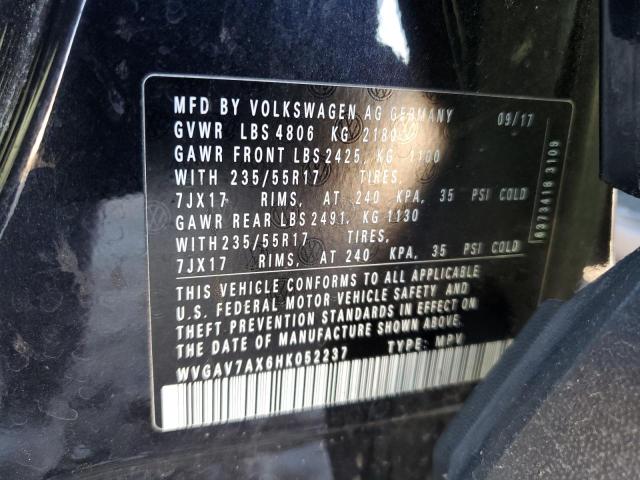 MFD BY VOLKSWAGEN AG GERMANY 09/17
GVWR LBS 4806 KG 2180
GAWR FRONT LBS 2425, KG 1100
WITH 235/55R17 TIRES,
7JX17 RIMS, AT 240 KPA, 35 PSI COLD
GAWR REAR LBS 2491, KG 1130
WITH 235/55R17 TIRES,
7JX17 RIMS, AT 240 KPA, 35 PSI COLD
THIS VEHICLE CONFORMS TO ALL APPLICABLE
U.S. FEDERAL MOTOR VEHICLE SAFETY AND
THEFT PREVENTION STANDARDS IN EFFECT ON
THE DATE OF MANUFACTURE SHOWN ABOVE.
WVGAV7AX6HK052237 TYPE: MPV
3109